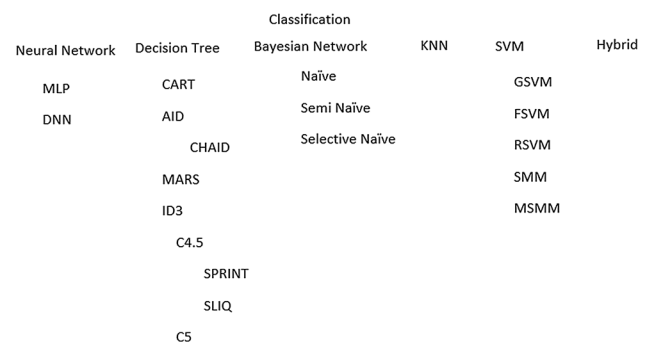 Classification
Neural Network Decision Tree Bayesian Network KNN SVM Hybrid
MLP CART Naïve GSVM
DNN AID Semi Naïve FSVM
CHAID Selective Naïve RSVM
MARS SMM
ID3 MSMM
C4.5
SPRINT
SLIQ
C5